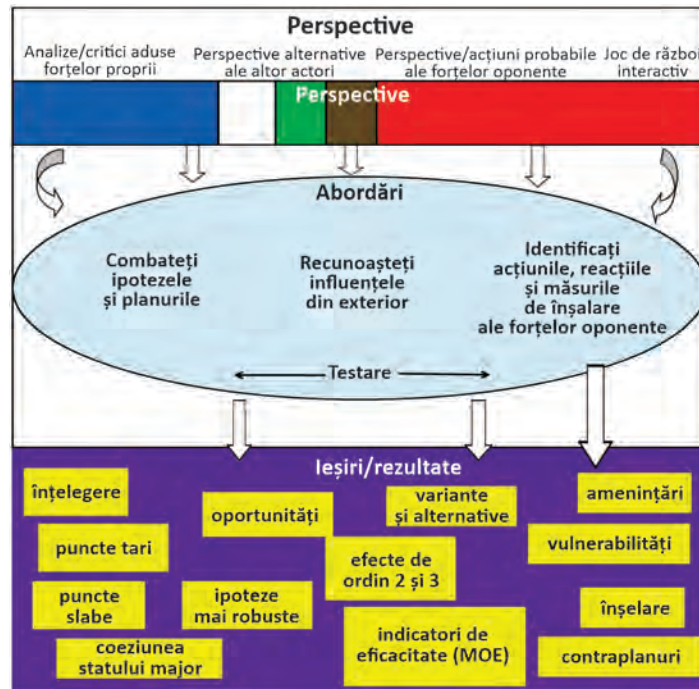 Perspective
Analize/critici aduse
forțelor proprii
Perspective alternative
ale altor actori
Perspective/acțiuni probabile
ale forțelor oponente
Joc de război
interactiv
Perspective
Abordări
Combateți
ipotezele
și planurile
Recunoașteți
influențele
din exterior
Identificați
acțiunile, reacțiile
și măsurile
de înșalare
ale forțelor oponente
Testare
Ieșiri/rezultate
înțelegere
oportunități
variante
și alternative
amenințări
puncte tari
efecte de
ordin 2 și 3
vulnerabilități
puncte
slabe
ipoteze
mai robuste
înșelare
coeziunea
statului major
indicatori de
eficacitate (MOE)
contraplanuri